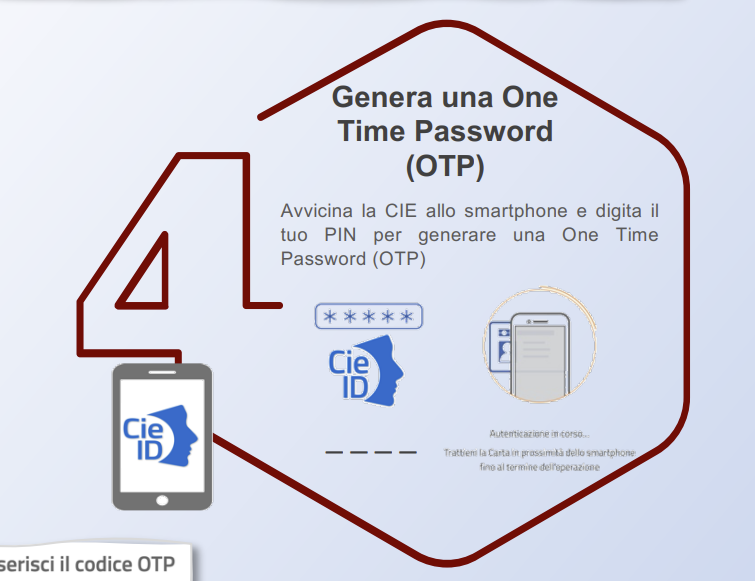 4
Genera una One
Time Password
(OTP)
Avvicina la CIE allo smartphone e digita il
tuo PIN per generare una One Time
Password (OTP)
*****
Cie
ID
Cie
ID
Autenticazione in corso...
Trattieni la Carta in prossimità dello smartphone
fino al termine dell'operazione
serisci il codice OTP